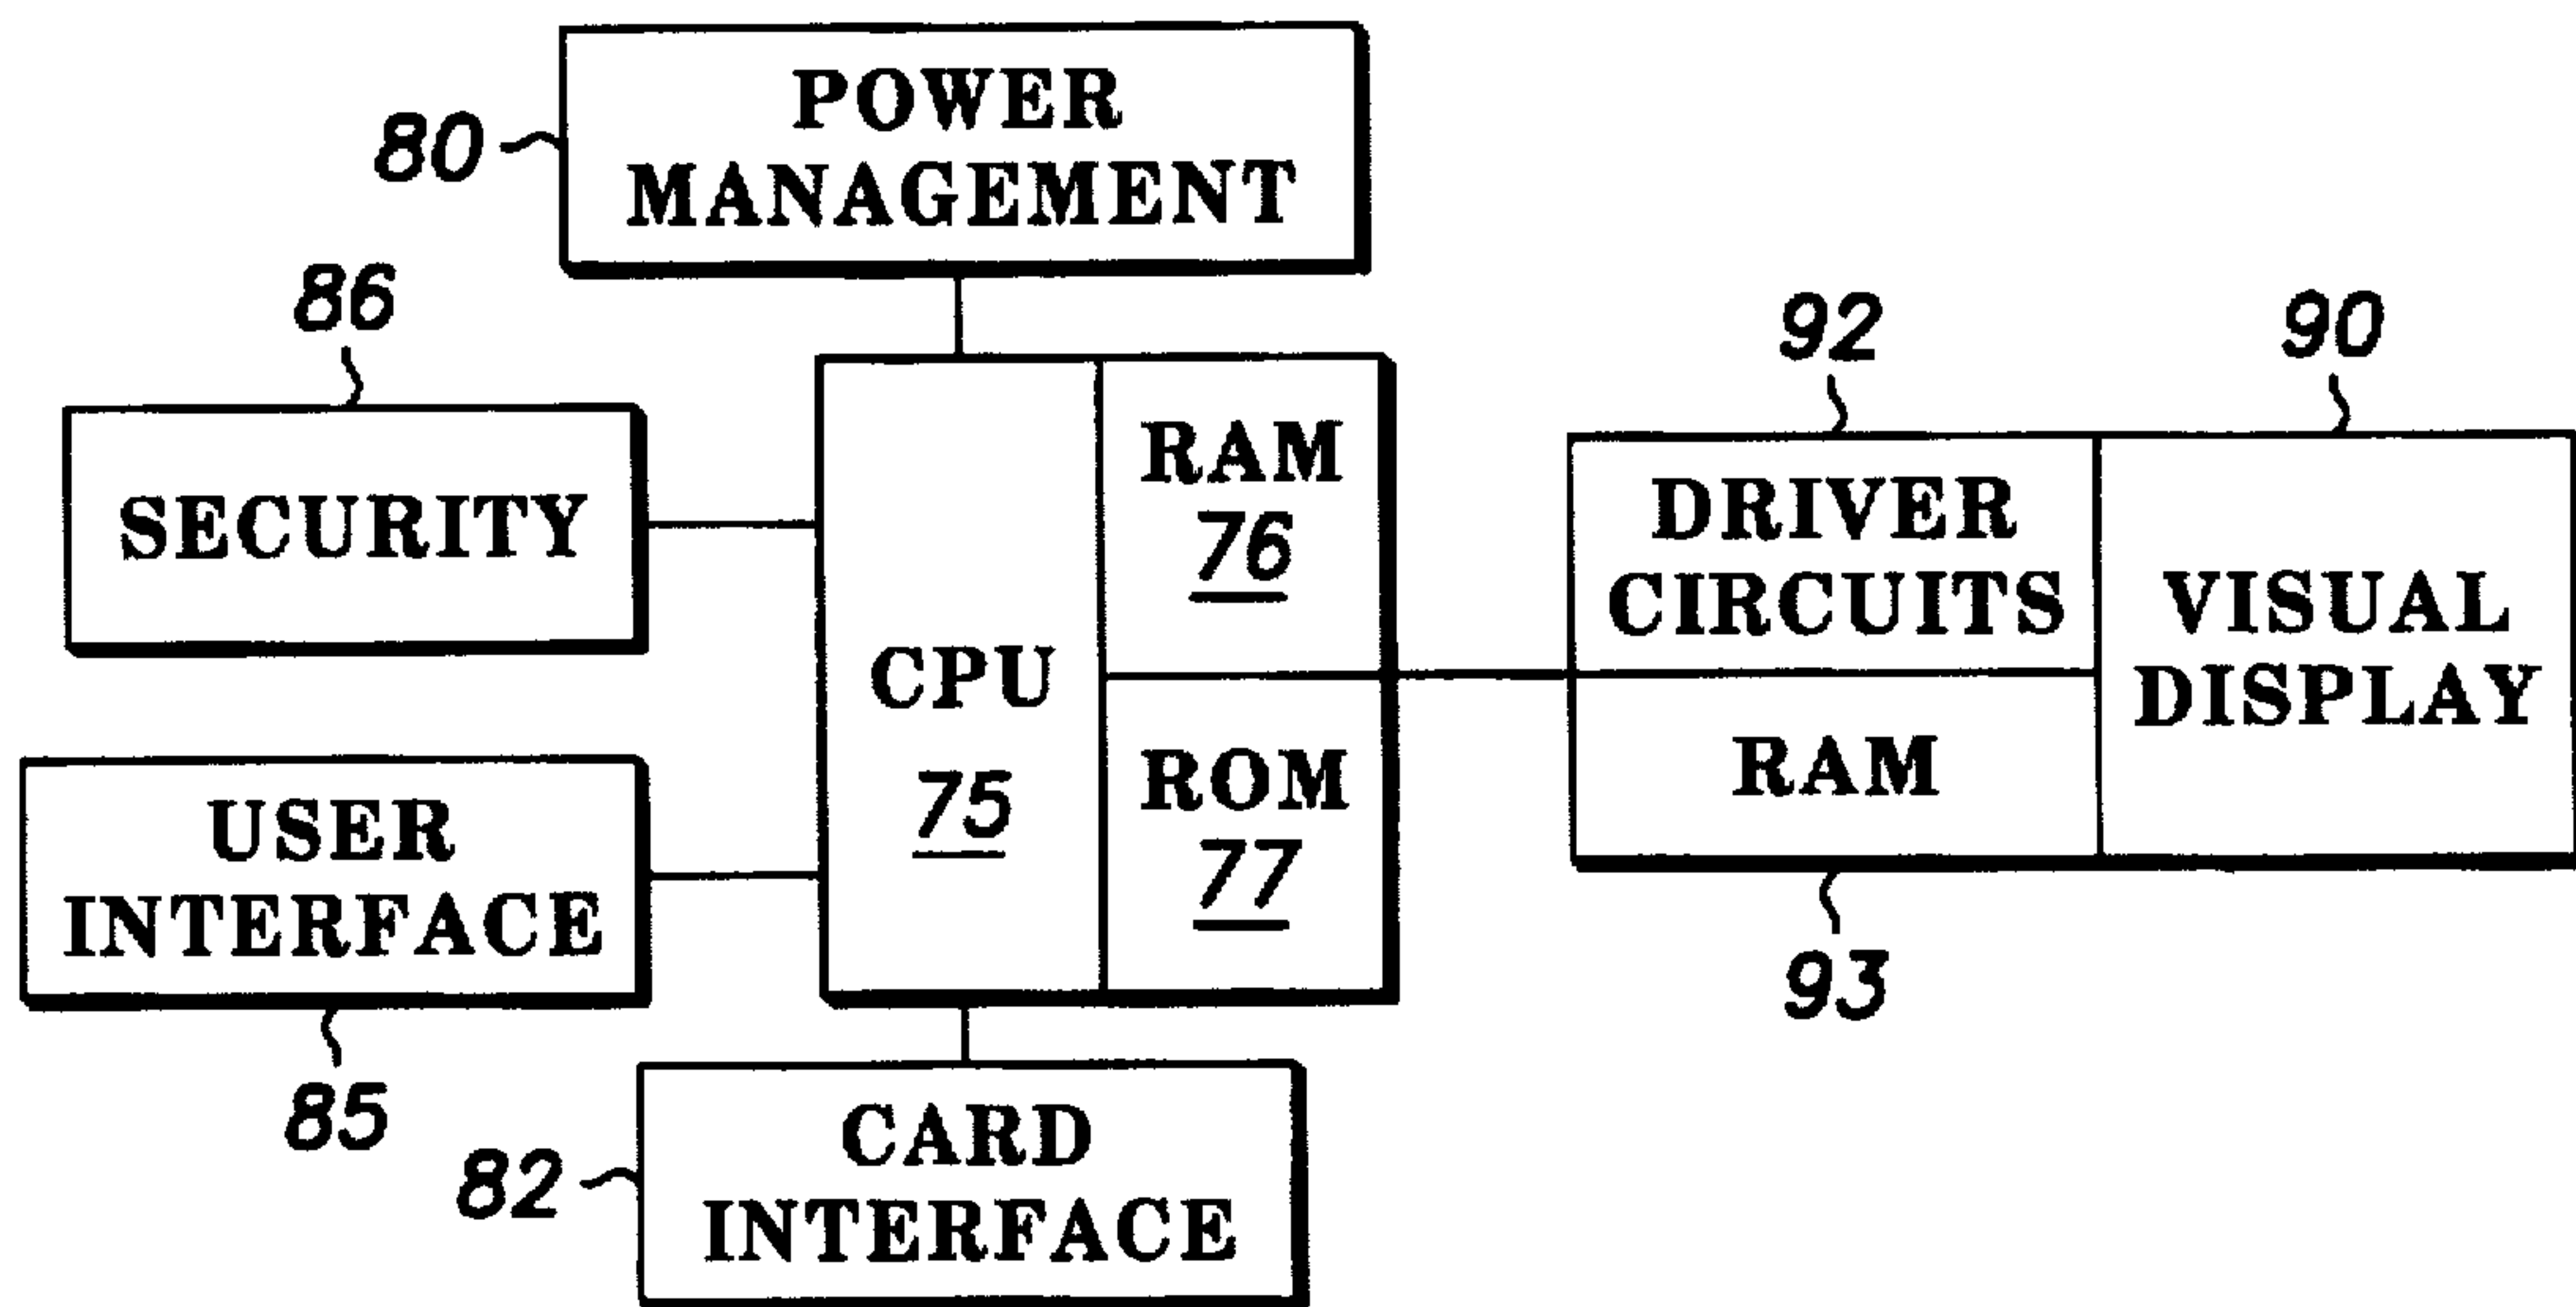 80
POWER
MANAGEMENT
86
SECURITY
92
90
RAM
76
DRIVER
CIRCUITS
VISUAL
DISPLAY
CPU
75
ROM
77
RAM
93
USER
INTERFACE
85
82
CARD
INTERFACE